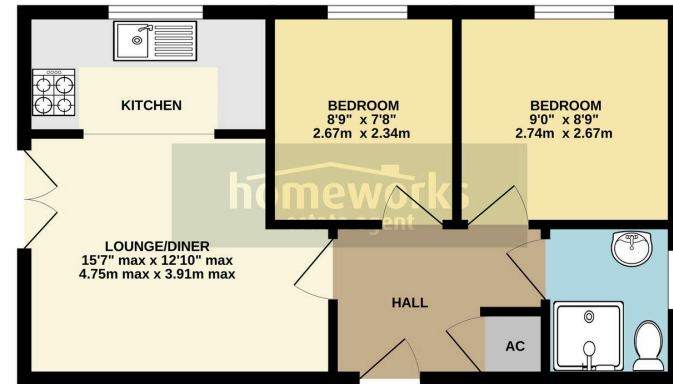 KITCHEN
BEDROOM
8'9" x 7'8"
2.67m x 2.34m
BEDROOM
9'0" x 8'9"
2.74m x 2.67m
homeworks
estate agent
LOUNGE/DINER
15'7" max x 12'10" max
4.75m max x 3.91m max
HALL
AC